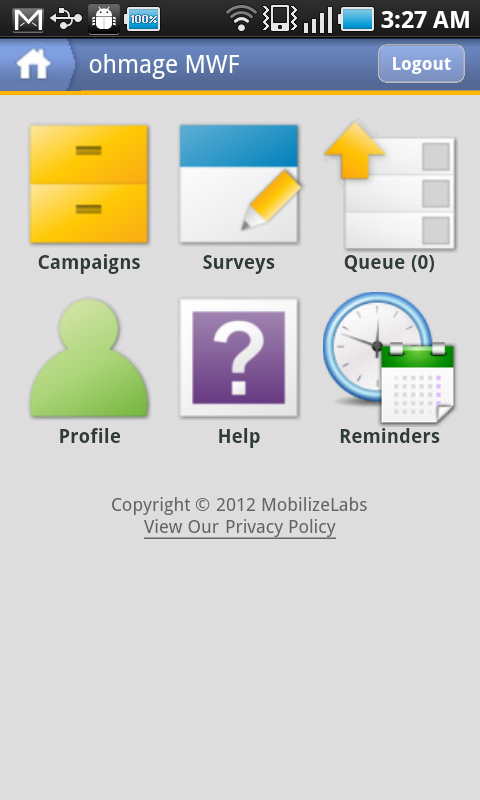 100%
3:27 AM
ohmage MWF
Logout
Campaigns
Surveys
Queue (0)
Profile
Help
Reminders
Copyright © 2012 MobilizeLabs
View Our Privacy Policy